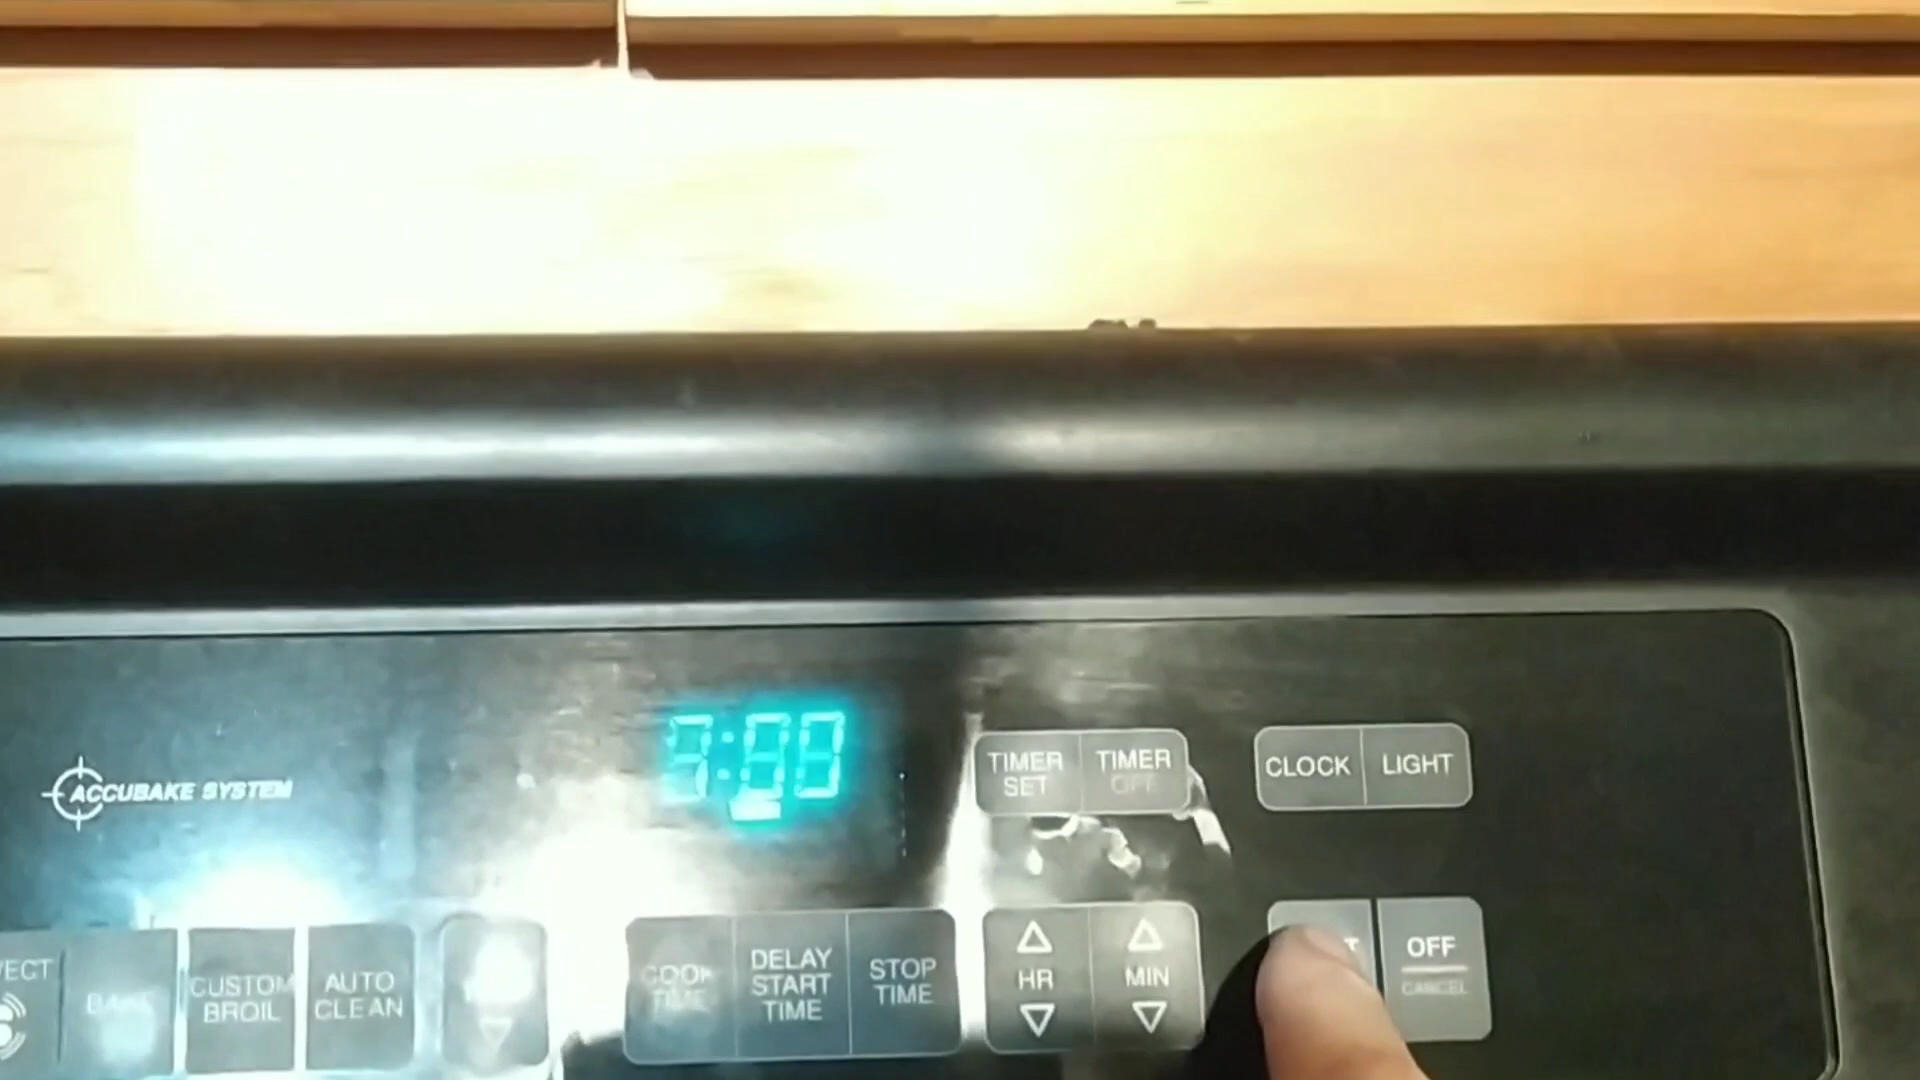 ACCUBAKE SYSTEM
TIMER
SET
TIMER
OFF
CLOCK
LIGHT
BAKE
CUSTOM
BROIL
AUTO
CLEAN
COOK
TIME
DELAY
START
TIME
STOP
TIME
HR
MIN
OFF
CANCEL